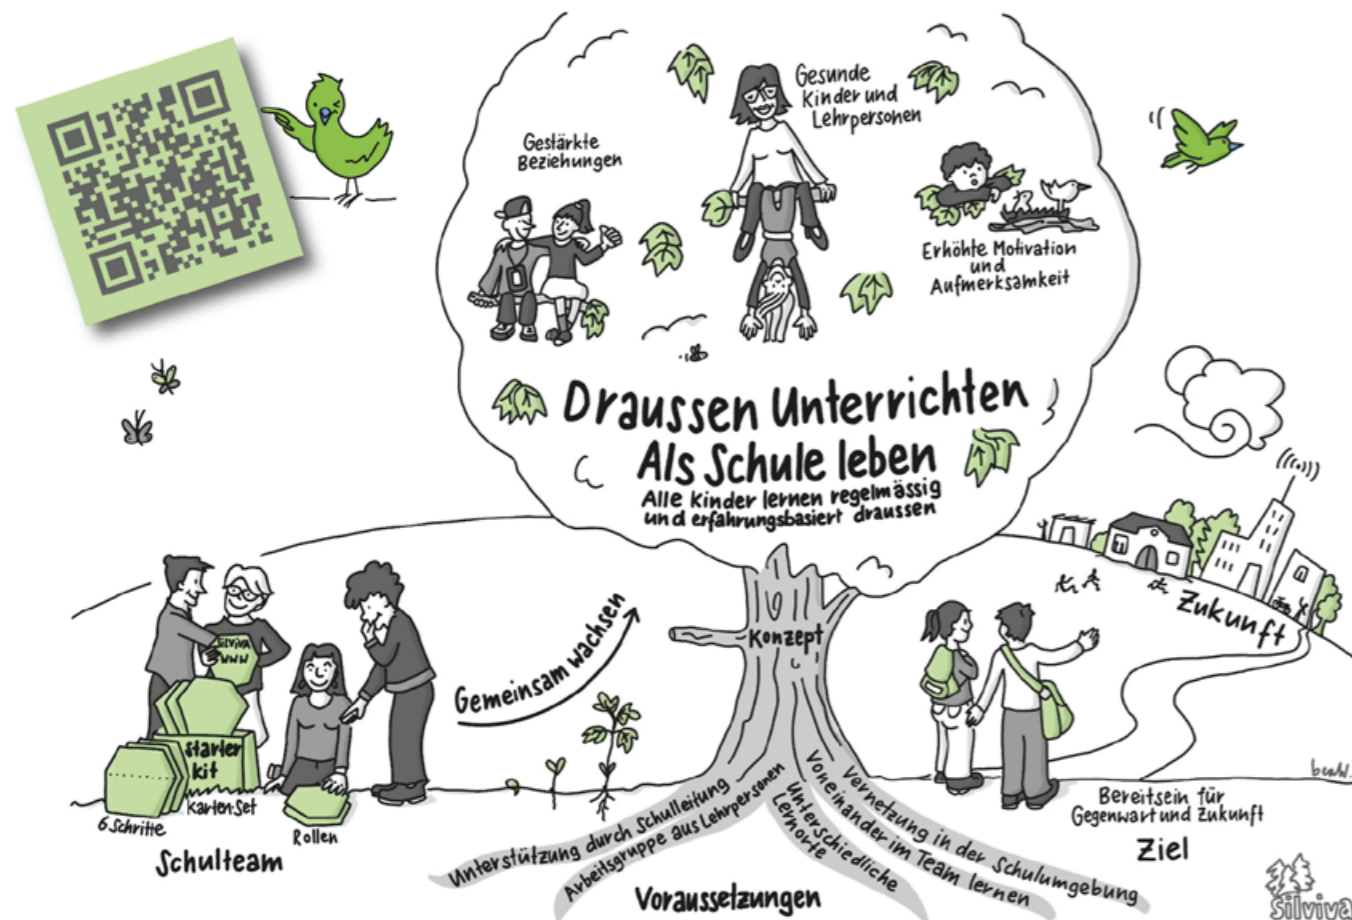 Gestärkte
Beziehungen
Gesunde
Kinder und
Lehrpersonen
Erhöhte Motivation
und
Aufmerksamkeit
Draussen Unterrichten
Als Schule leben
Alle Kinder lernen regelmässig
und erfahrungsbasiert draussen
silviva
www
starter
kit
Karten-Set
6 Schritte
Rollen
Schulteam
Gemeinsam wachsen
Konzept
Unterstützung durch Schulleitung
Arbeitsgruppe aus Lehrpersonen
Unterschiedliche
Lernorte
Voneinander im Team lernen
Vernetzung in der Schulumgebung
Voraussetzungen
Zukunft
Bereitsein für
Gegenwart und Zukunft
Ziel
silviva